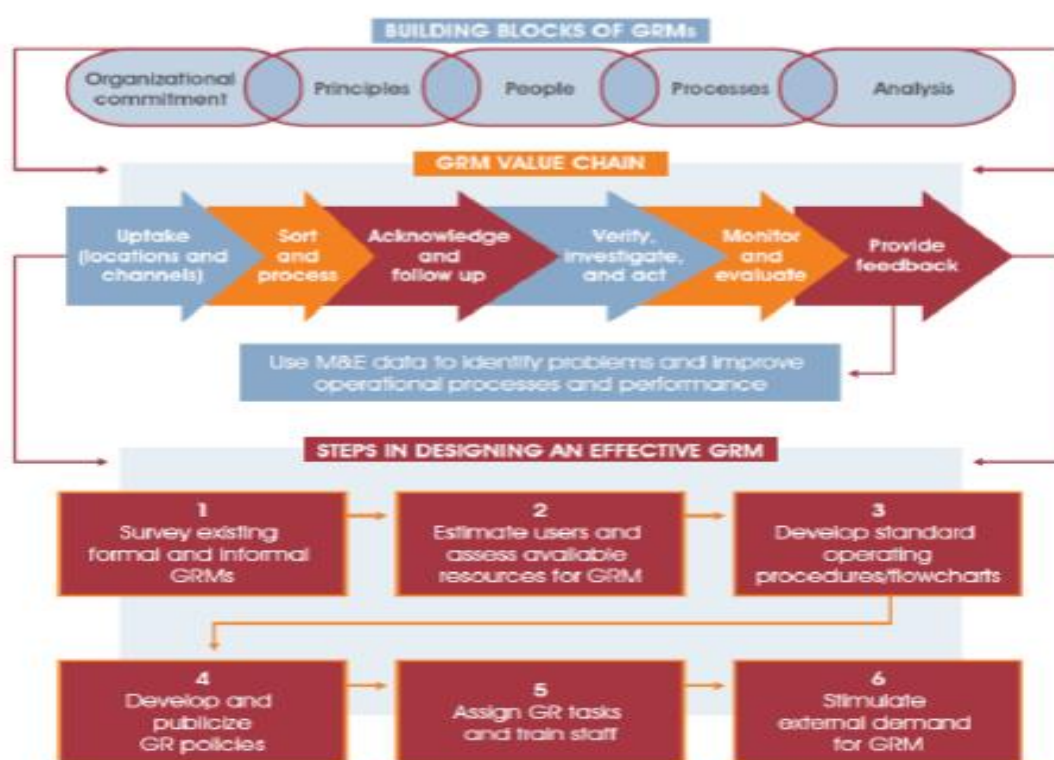 BUILDING BLOCKS OF GRMs
Organizational
commitment
Principles
People
Processes
Analysis
GRM VALUE CHAIN
Uptake
(locations and
channels)
Sort
and
process
Acknowledge
and
follow up
Verify,
investigate,
and act
Monitor
and
evaluate
Provide
feedback
Use M&E data to identify problems and improve
operational processes and performance
STEPS IN DESIGNING AN EFFECTIVE GRM
1
Survey existing
formal and informal
GRMs
2
Estimate users and
assess available
resources for GRM
3
Develop standard
operating
procedures/flowcharts
4
Develop and
publicize
GR policies
5
Assign GR tasks
and train staff
6
Stimulate
external demand
for GRM